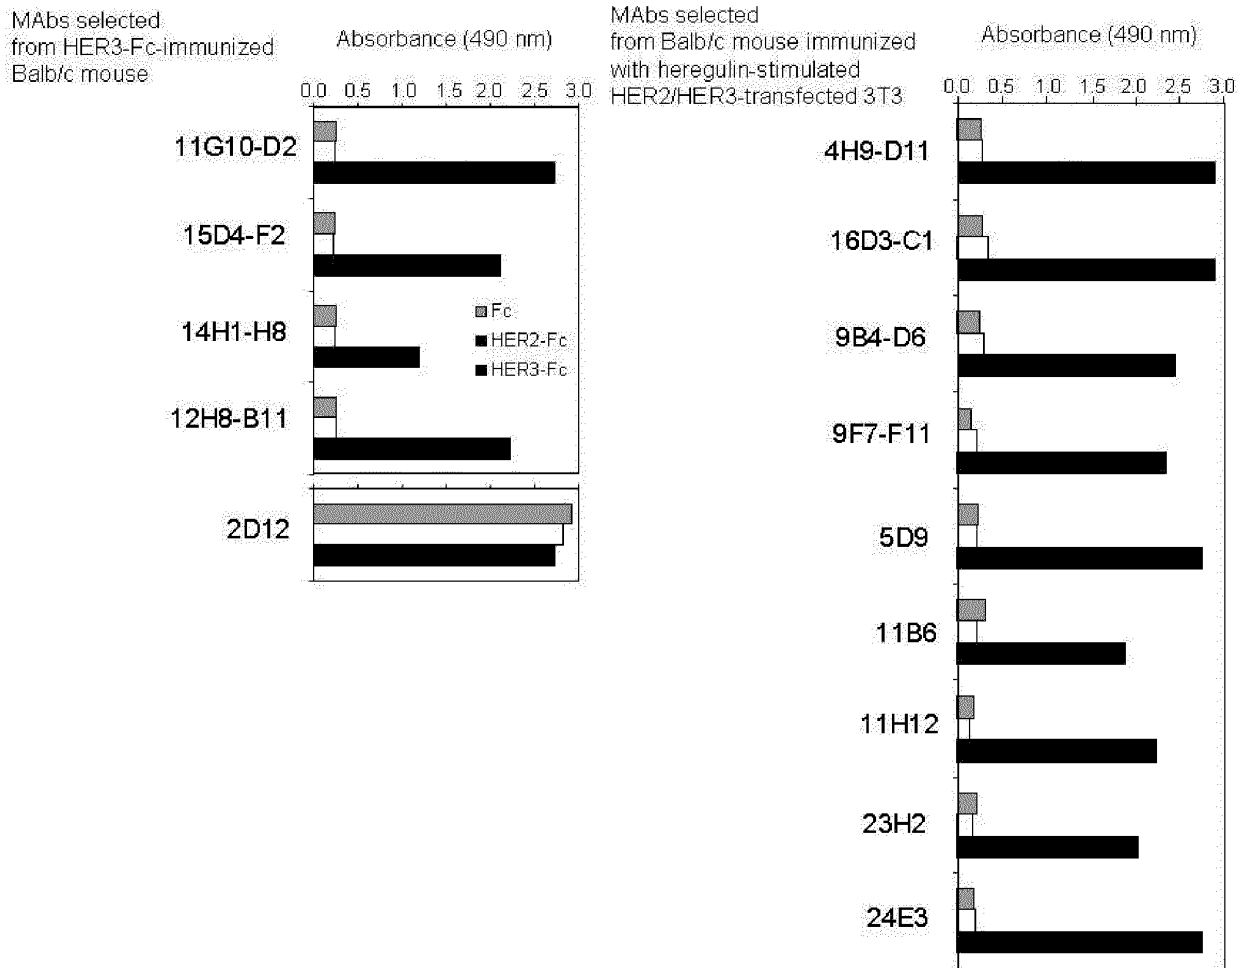 MAbs selected
from HER3-Fc-immunized
Balb/c mouse
Absorbance (490 nm)
0.0 0.5 1.0 1.5 2.0 2.5 3.0
11G10-D2
15D4-F2
14H1-H8
12H8-B11
Fc
HER2-Fc
HER3-Fc
2D12
MAbs selected
from Balb/c mouse immunized
with heregulin-stimulated
HER2/HER3-transfected 3T3
Absorbance (490 nm)
0.0 0.5 1.0 1.5 2.0 2.5 3.0
4H9-D11
16D3-C1
9B4-D6
9F7-F11
5D9
11B6
11H12
23H2
24E3